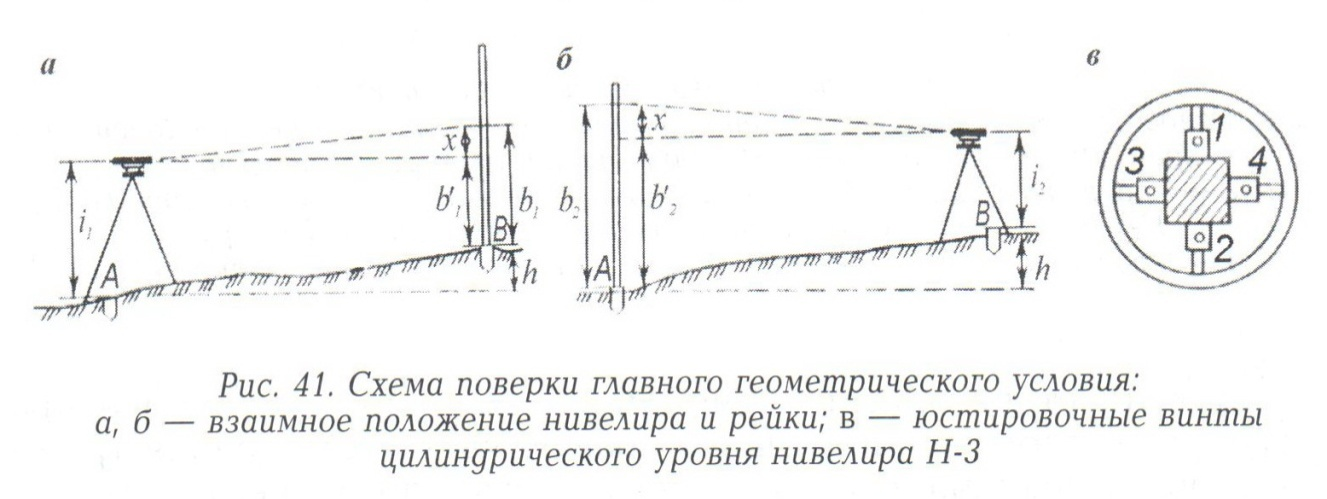 а
б
в
x
i₁
b'₁
b₁
A
B
h
b₂
x
b'₂
i₂
A
B
h
1
3
4
2
Рис. 41. Схема поверки главного геометрического условия:
а, б — взаимное положение нивелира и рейки; в — юстировочные винты
цилиндрического уровня нивелира Н-3